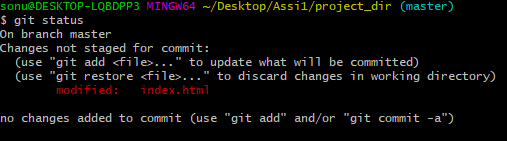 sonu@DESKTOP-LQBDPP3 MINGW64 ~/Desktop/Assi1/project_dir (master)
$ git status
On branch master
Changes not staged for commit:
  (use "git add <file>..." to update what will be committed)
  (use "git restore <file>..." to discard changes in working directory)
        modified:   index.html

no changes added to commit (use "git add" and/or "git commit -a")